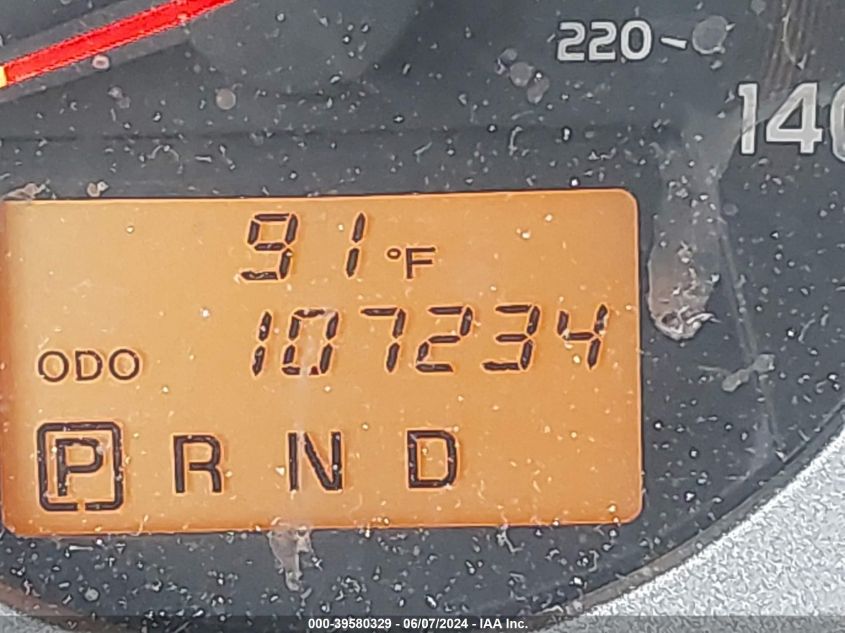 220
140
91 °F
ODO 107234
P R N D
000-39580329 - 06/07/2024 - IAA Inc.